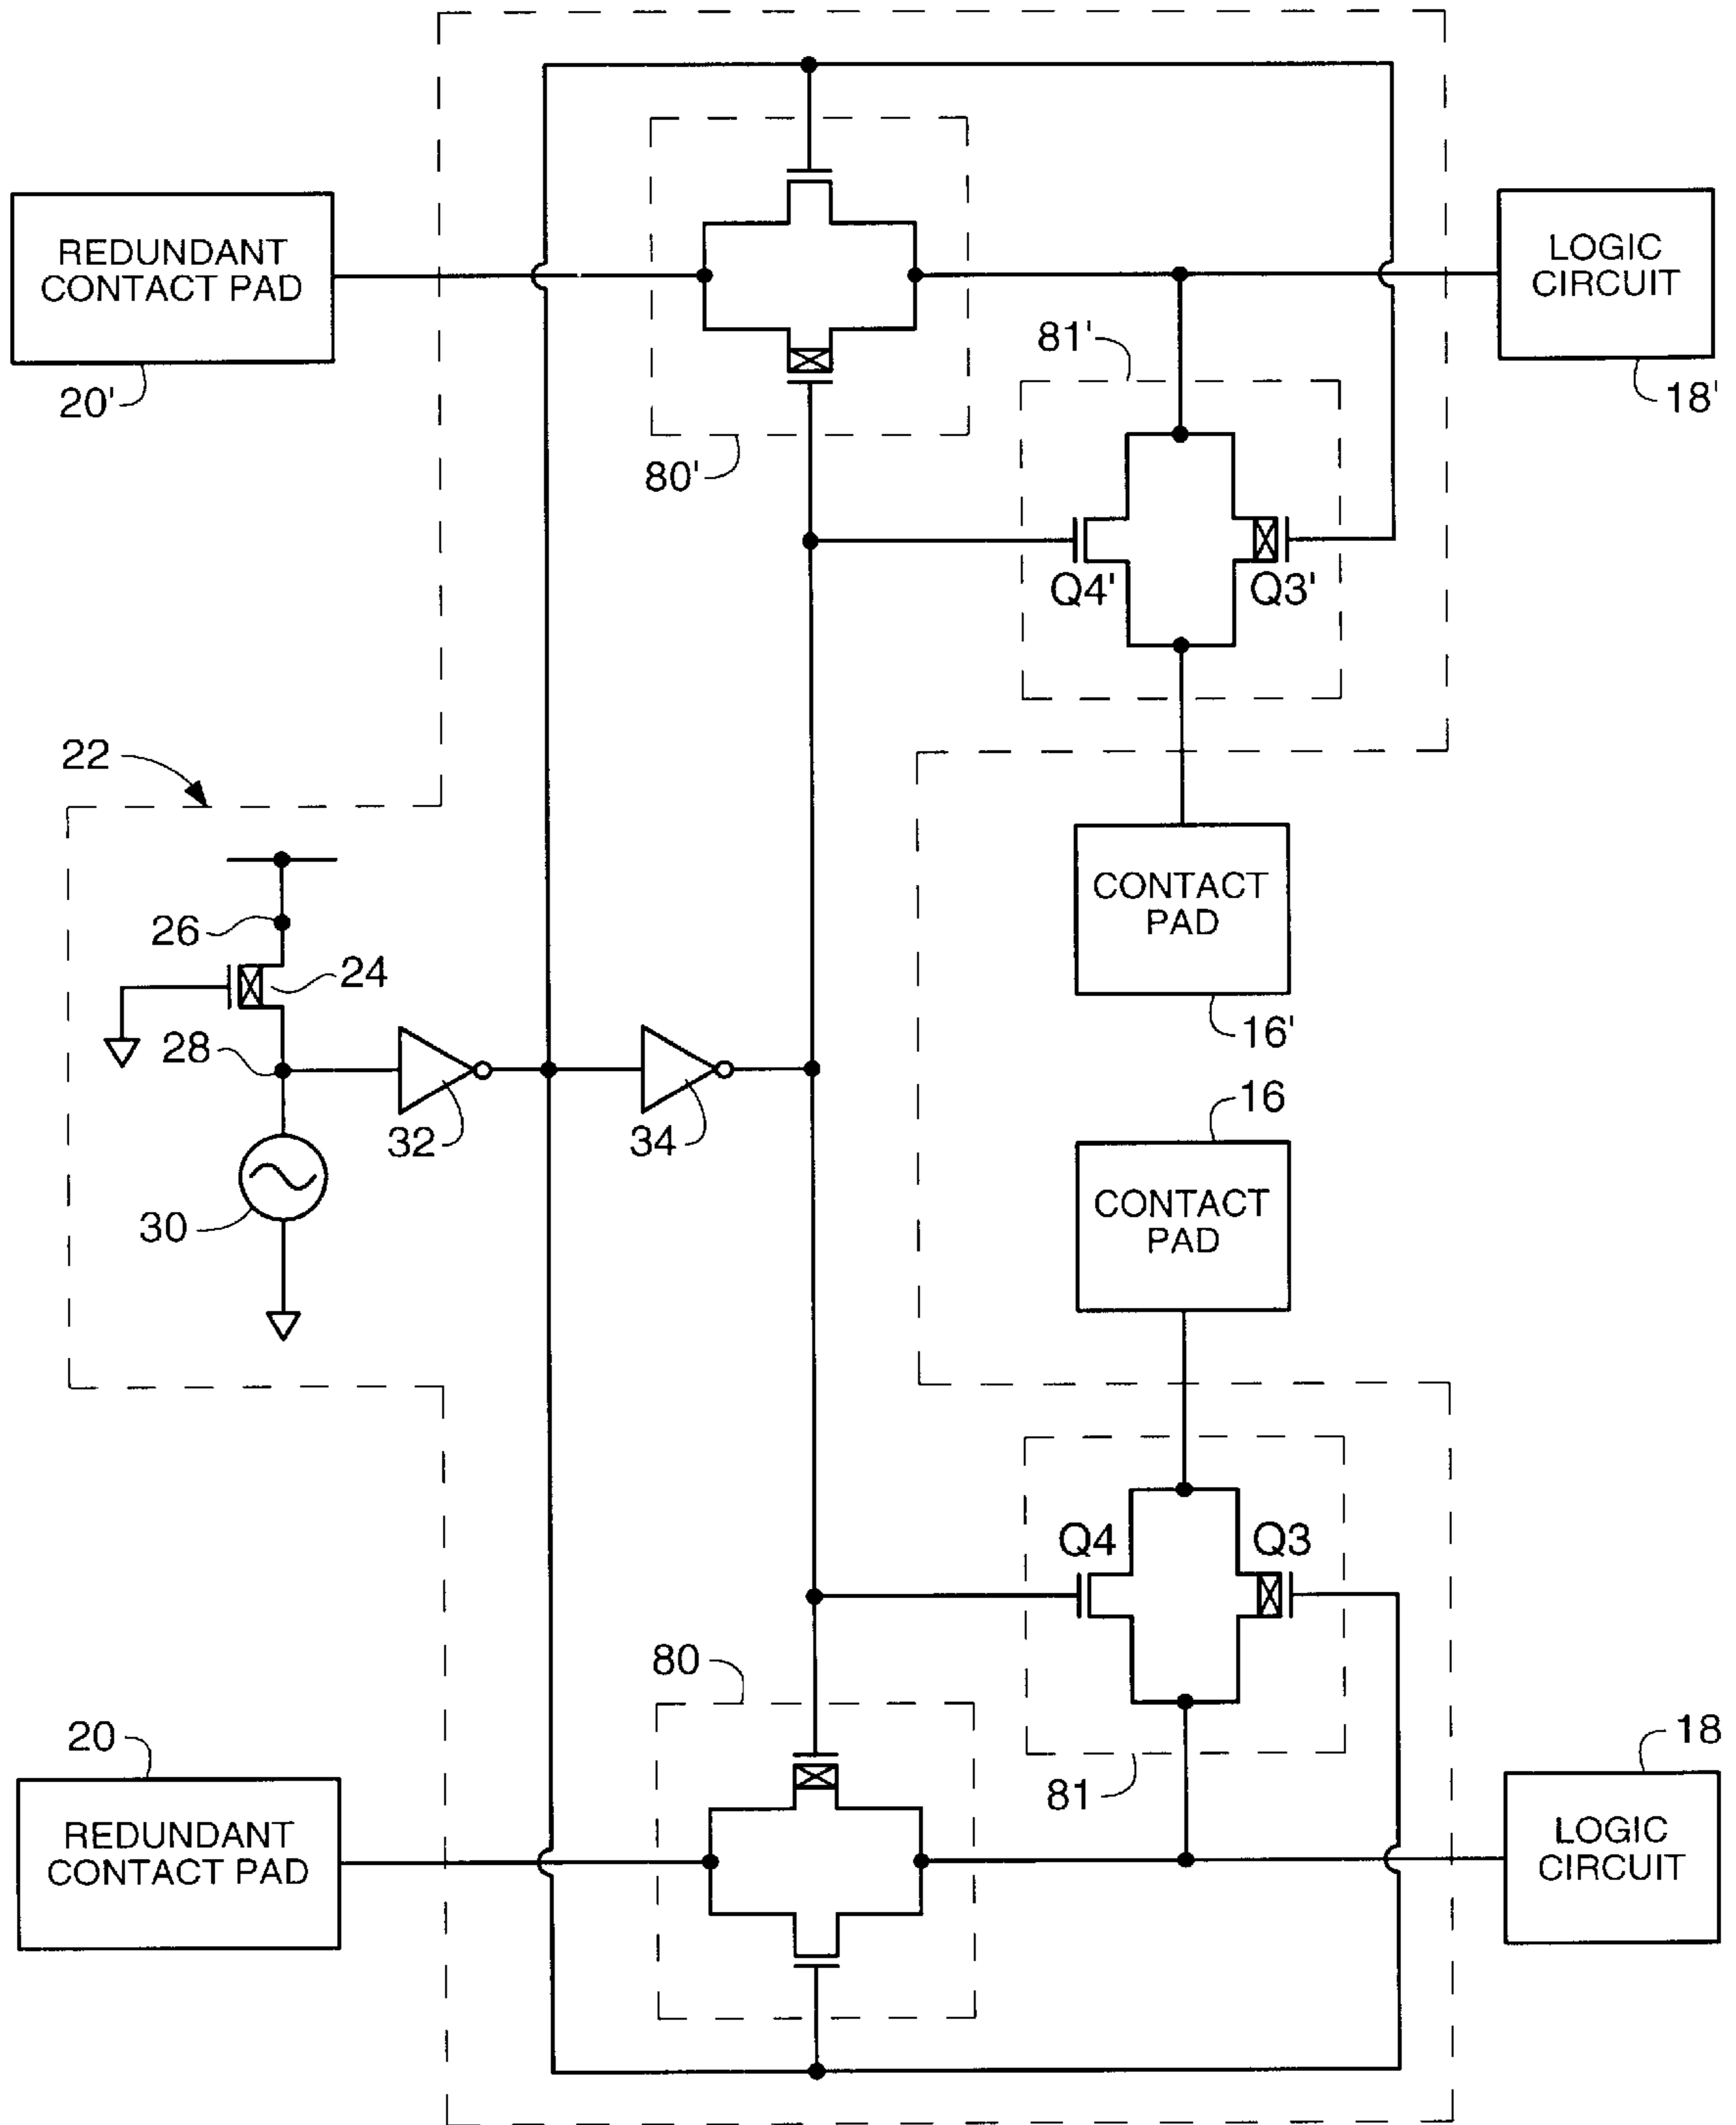 REDUNDANT
CONTACT PAD
20'
LOGIC
CIRCUIT
18'
80'
81'
Q4'
Q3'
22
CONTACT
PAD
16'
26
24
28
32
34
30
16
CONTACT
PAD
Q4
Q3
80
81
20
REDUNDANT
CONTACT PAD
18
LOGIC
CIRCUIT